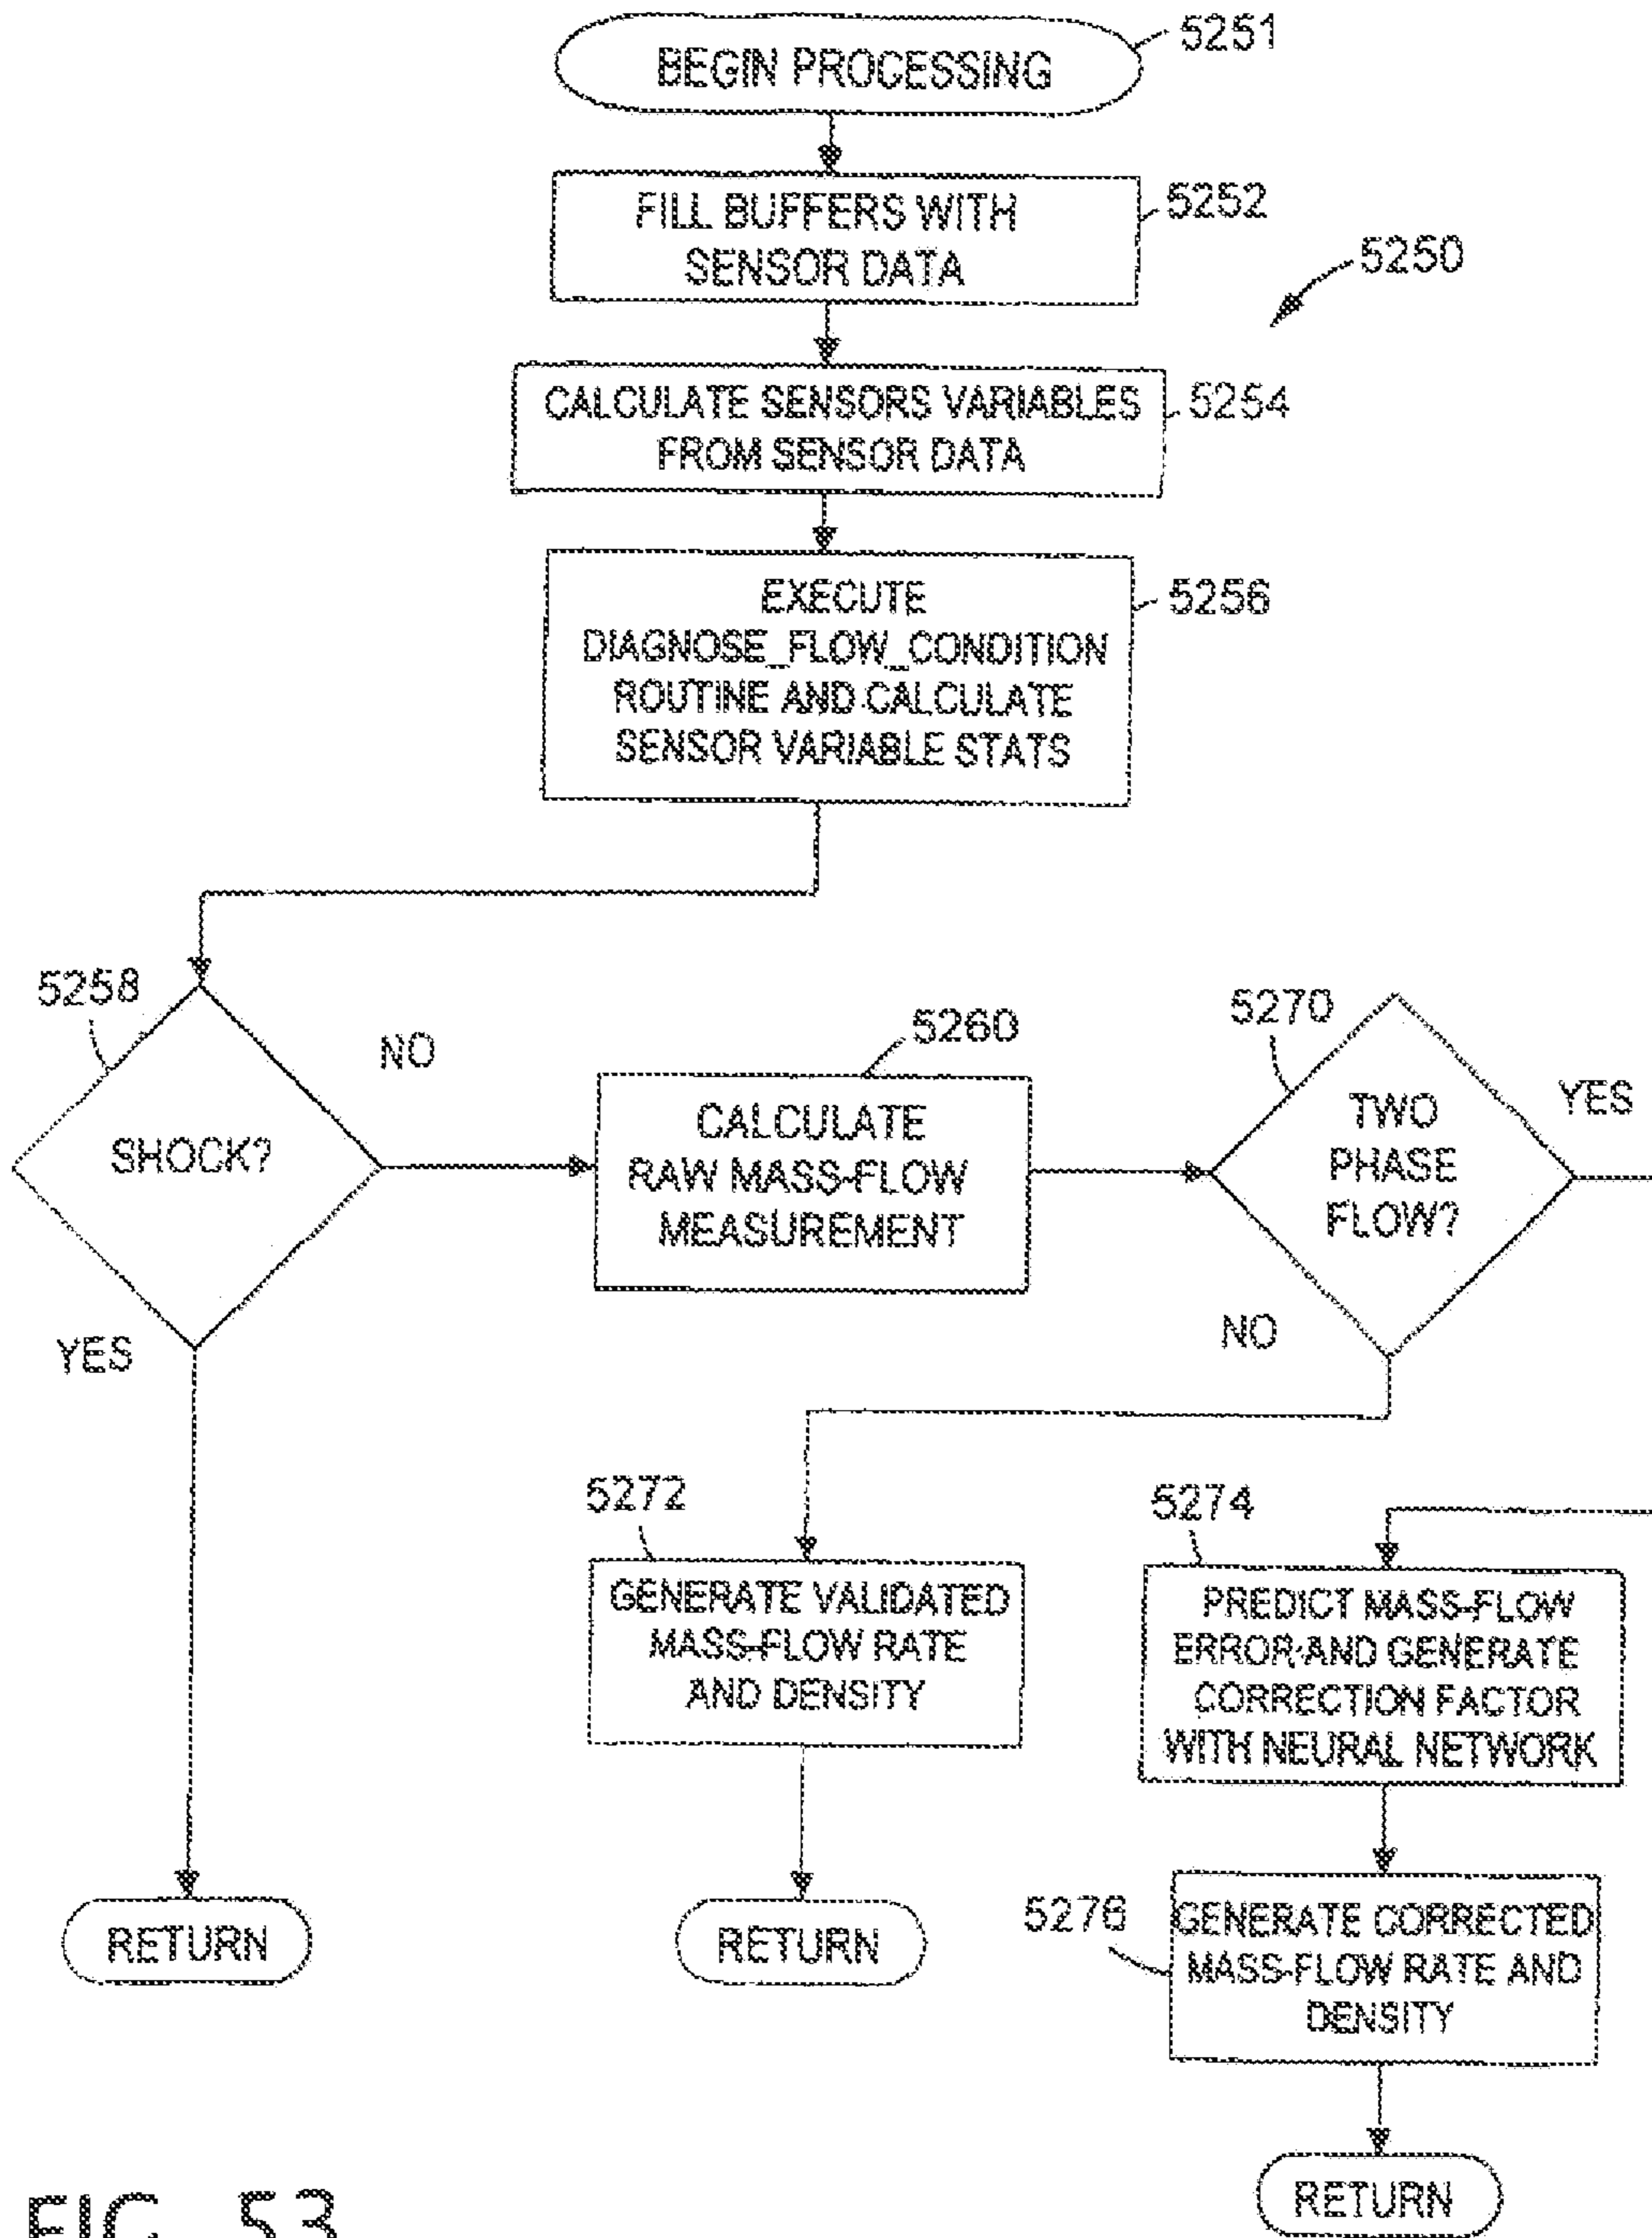 BEGIN PROCESSING
5251
FILL BUFFERS WITH
SENSOR DATA
5252
5250
CALCULATE SENSORS VARIABLES
FROM SENSOR DATA
5254
EXECUTE
DIAGNOSE_FLOW_CONDITION
ROUTINE AND CALCULATE
SENSOR VARIABLE STATS
5256
5258
SHOCK?
NO
YES
5260
CALCULATE
RAW MASS-FLOW
MEASUREMENT
5270
TWO
PHASE
FLOW?
YES
NO
5272
GENERATE VALIDATED
MASS-FLOW RATE
AND DENSITY
5274
PREDICT MASS-FLOW
ERROR AND GENERATE
CORRECTION FACTOR
WITH NEURAL NETWORK
RETURN
RETURN
5276
GENERATE CORRECTED
MASS-FLOW RATE AND
DENSITY
RETURN
FIG. 53